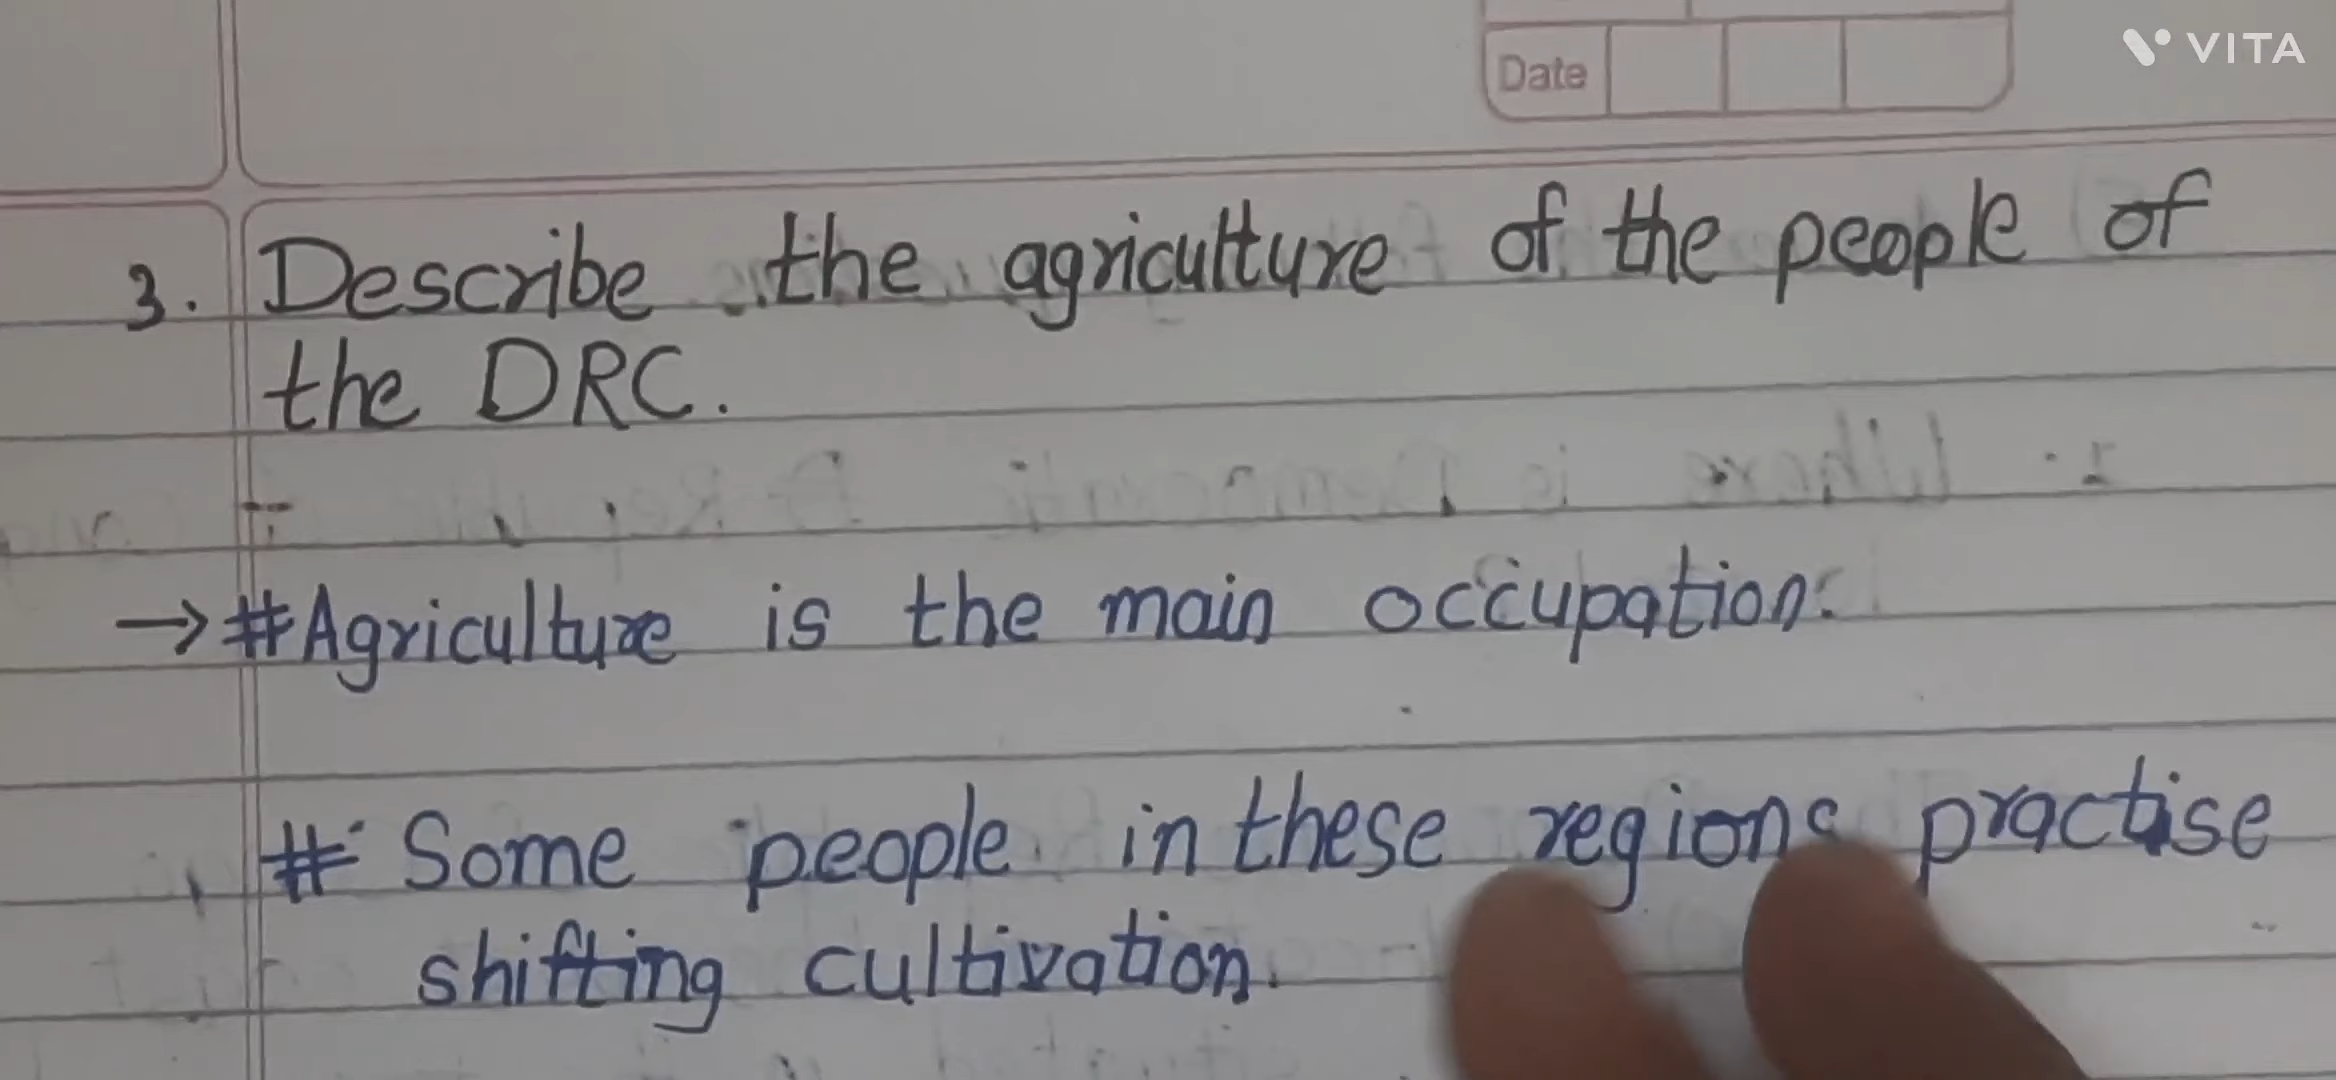 VITA
Date
3. Describe the agriculture of the people of
the DRC.
→ # Agriculture is the main occupation.
# Some people in these regions practise
shifting cultivation.